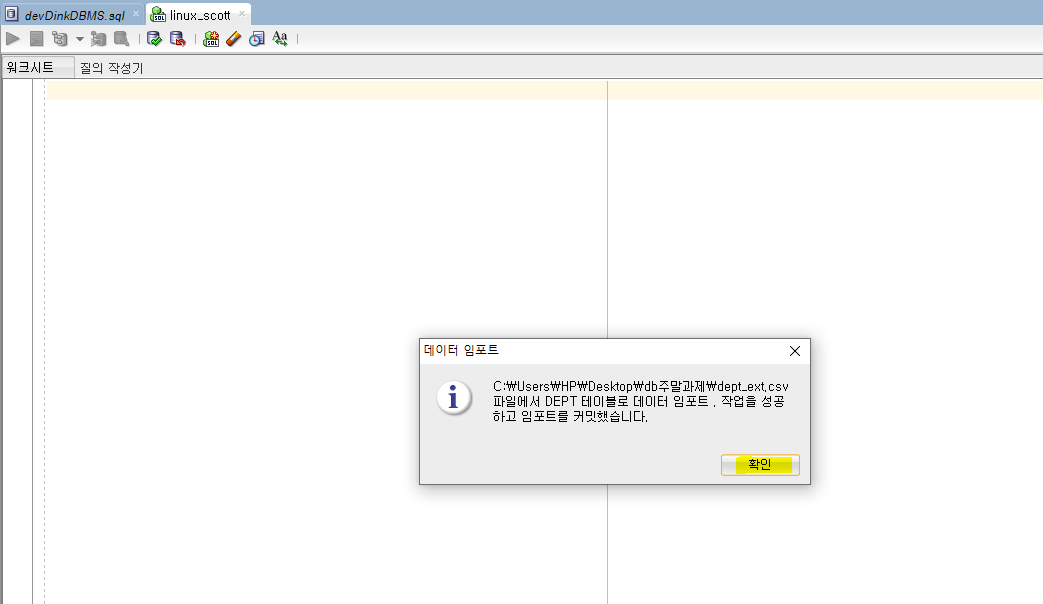 devDinkDBMS.sql
linux_scott
워크시트
질의 작성기
데이터 임포트
C:\Users\HP\Desktop\db주말과제\dept_ext.csv
파일에서 DEPT 테이블로 데이터 임포트 . 작업을 성공
하고 임포트를 커밋했습니다.
확인